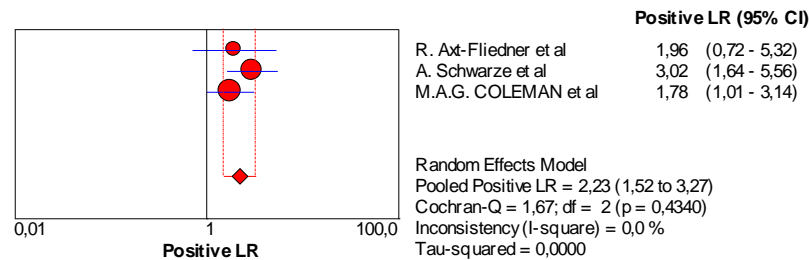 Positive LR (95% CI)
R. Axt-Fliedner et al 1,96 (0,72 - 5,32)
A. Schwarze et al 3,02 (1,64 - 5,56)
M.A.G. COLEMAN et al 1,78 (1,01 - 3,14)
Random Effects Model
Pooled Positive LR = 2,23 (1,52 to 3,27)
Cochran-Q = 1,67; df = 2 (p = 0,4340)
Inconsistency (I-square) = 0,0 %
Tau-squared = 0,0000
0,01 1 100,0
Positive LR